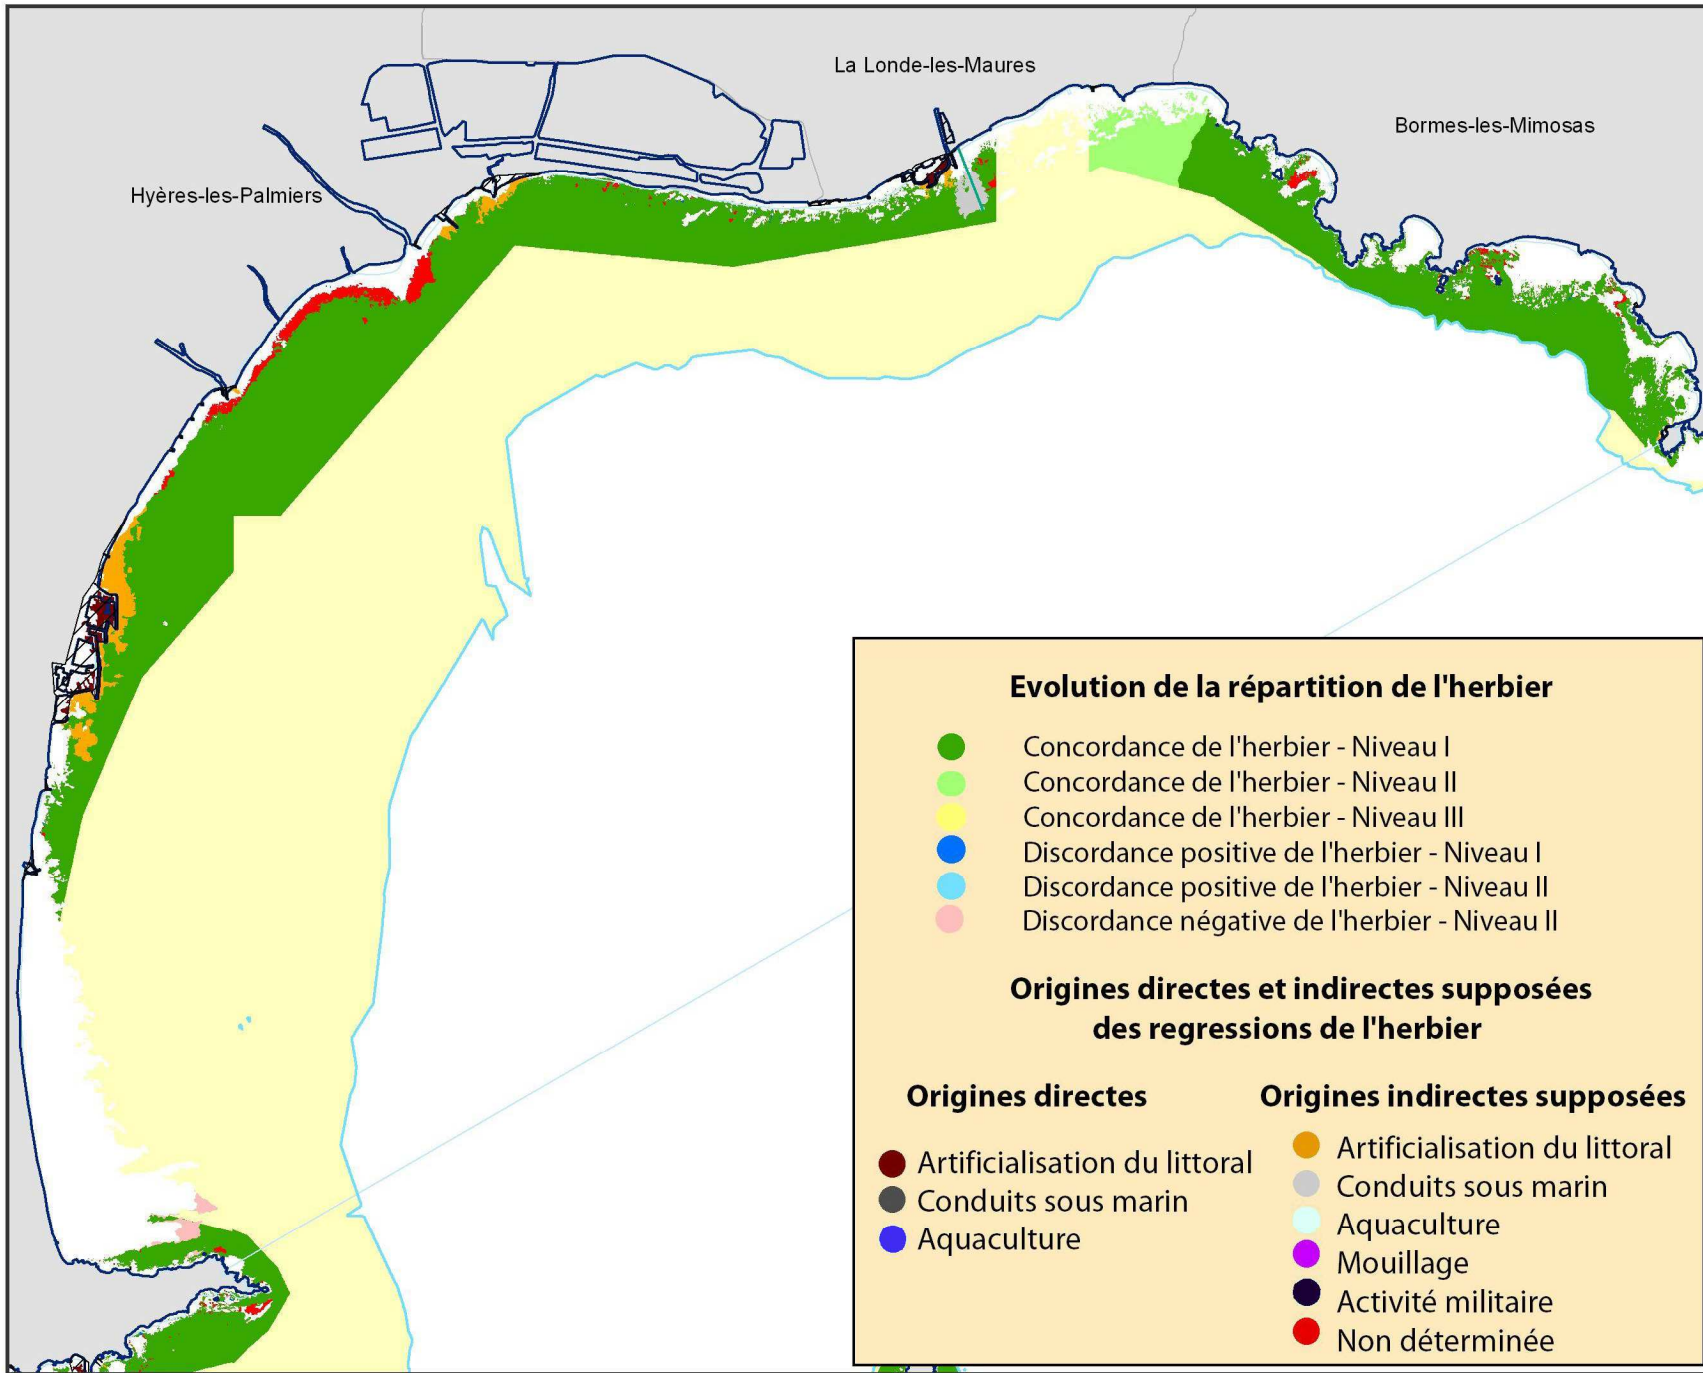 La Londe-les-Maures
Bormes-les-Mimosas
Hyères-les-Palmiers
Evolution de la répartition de l'herbier
Concordance de l'herbier - Niveau I
Concordance de l'herbier - Niveau II
Concordance de l'herbier - Niveau III
Discordance positive de l'herbier - Niveau I
Discordance positive de l'herbier - Niveau II
Discordance négative de l'herbier - Niveau II
Origines directes et indirectes supposées
des regressions de l'herbier
Origines directes
Artificialisation du littoral
Conduits sous marin
Aquaculture
Origines indirectes supposées
Artificialisation du littoral
Conduits sous marin
Aquaculture
Mouillage
Activité militaire
Non déterminée